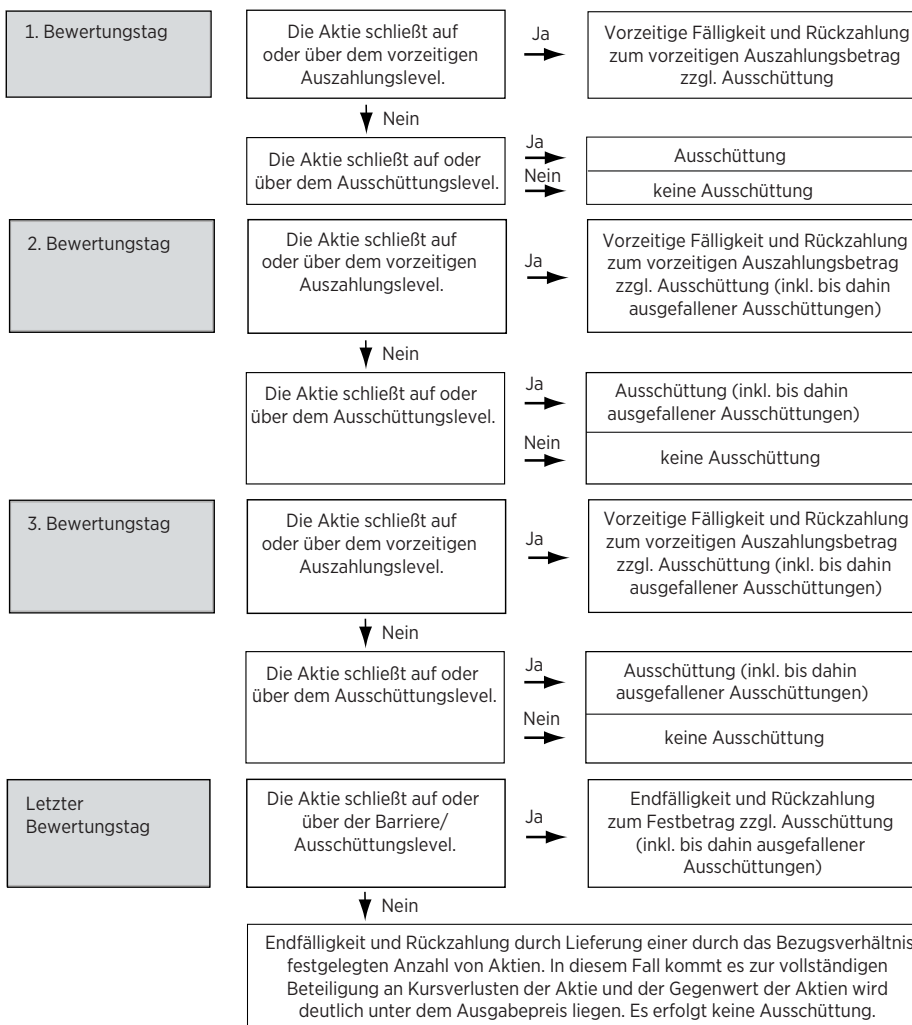 1. Bewertungstag
Die Aktie schließt auf
oder über dem vorzeitigen
Auszahlungslevel.
Ja
Vorzeitige Fälligkeit und Rückzahlung
zum vorzeitigen Auszahlungsbetrag
zzgl. Ausschüttung
Nein
Die Aktie schließt auf oder
über dem Ausschüttungslevel.
Ja
Ausschüttung
Nein
keine Ausschüttung
2. Bewertungstag
Die Aktie schließt auf
oder über dem vorzeitigen
Auszahlungslevel.
Ja
Vorzeitige Fälligkeit und Rückzahlung
zum vorzeitigen Auszahlungsbetrag
zzgl. Ausschüttung (inkl. bis dahin
ausgefallener Ausschüttungen)
Nein
Die Aktie schließt auf oder
über dem Ausschüttungslevel.
Ja
Ausschüttung (inkl. bis dahin
ausgefallener Ausschüttungen)
Nein
keine Ausschüttung
3. Bewertungstag
Die Aktie schließt auf
oder über dem vorzeitigen
Auszahlungslevel.
Ja
Vorzeitige Fälligkeit und Rückzahlung
zum vorzeitigen Auszahlungsbetrag
zzgl. Ausschüttung (inkl. bis dahin
ausgefallener Ausschüttungen)
Nein
Die Aktie schließt auf oder
über dem Ausschüttungslevel.
Ja
Ausschüttung (inkl. bis dahin
ausgefallener Ausschüttungen)
Nein
keine Ausschüttung
Letzter
Bewertungstag
Die Aktie schließt auf oder
über der Barriere/
Ausschüttungslevel.
Ja
Endfälligkeit und Rückzahlung
zum Festbetrag zzgl. Ausschüttung
(inkl. bis dahin ausgefallener
Ausschüttungen)
Nein
Endfälligkeit und Rückzahlung durch Lieferung einer durch das Bezugsverhältnis
festgelegten Anzahl von Aktien. In diesem Fall kommt es zur vollständigen
Beteiligung an Kursverlusten der Aktie und der Gegenwert der Aktien wird
deutlich unter dem Ausgabepreis liegen. Es erfolgt keine Ausschüttung.